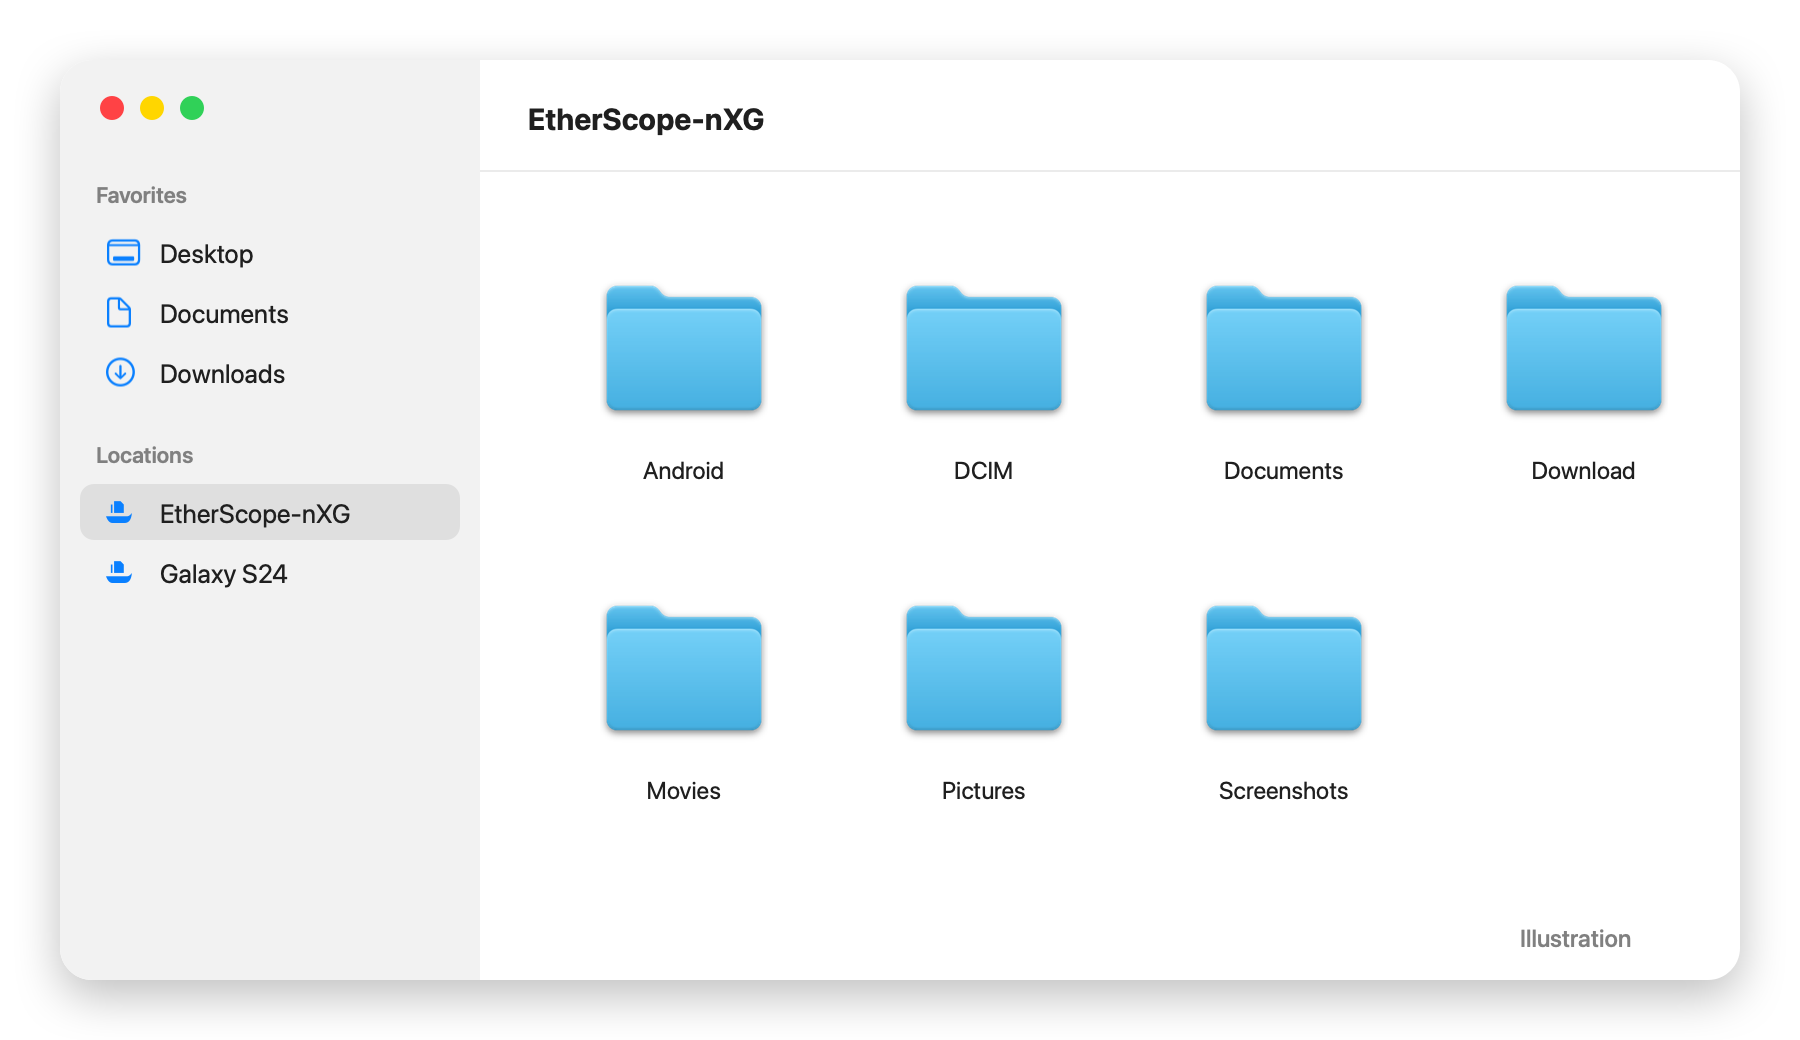 EtherScope-nXG
Favorites
Desktop
Documents
Downloads
Locations
EtherScope-nXG
Galaxy S24
Android
DCIM
Documents
Download
Movies
Pictures
Screenshots
Illustration